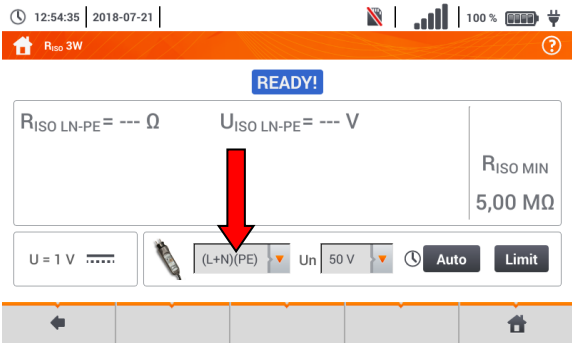 12:54:35 2018-07-21 100 %
RISO 3W ?
READY!
RISO LN-PE= --- Ω UISO LN-PE= --- V
RISO MIN
5,00 MΩ
U = 1 V (L+N)(PE) Un 50 V Auto Limit